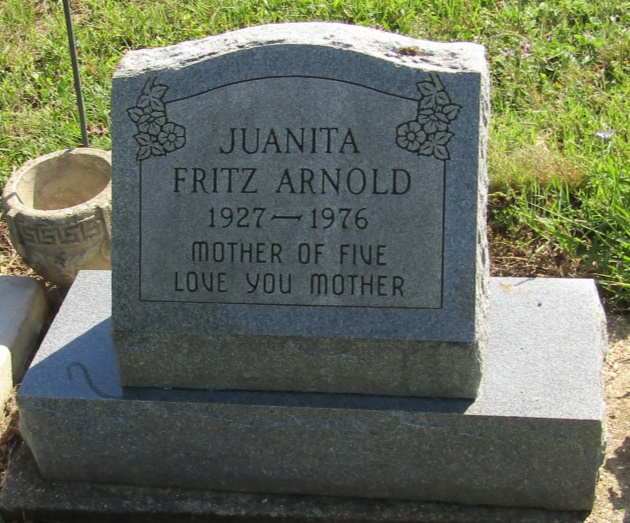 JUANITA
FRITZ ARNOLD
1927—1976
MOTHER OF FIVE
LOVE YOU MOTHER